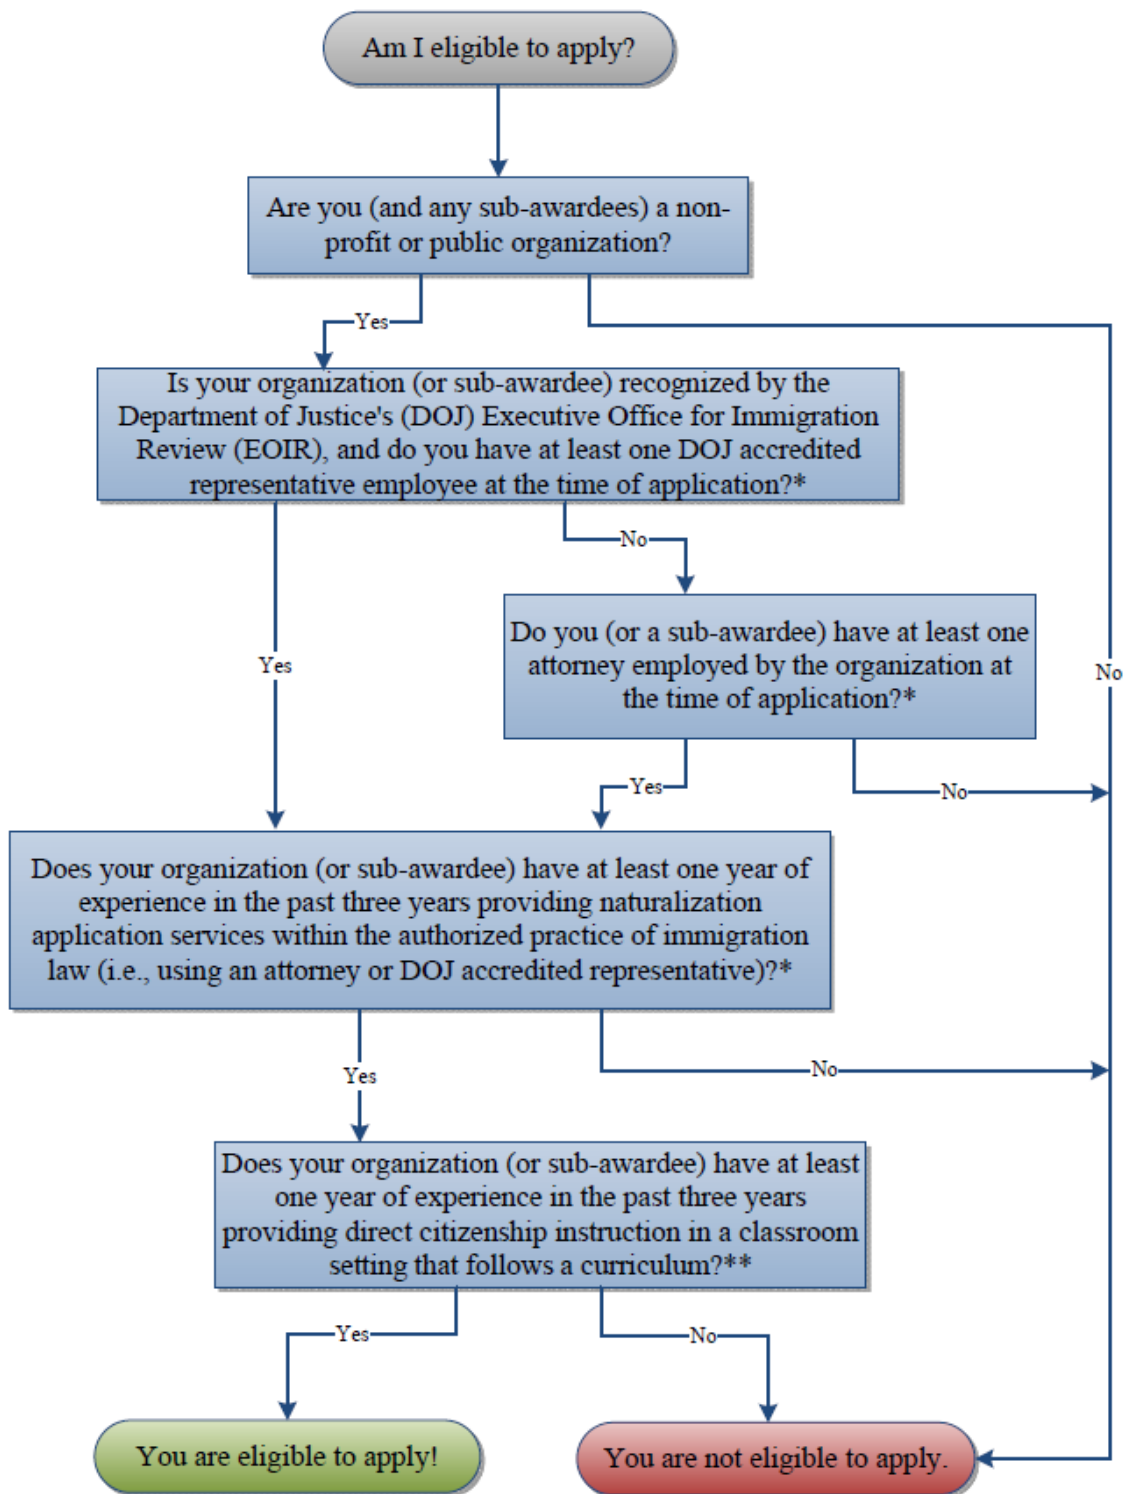 Am I eligible to apply?
Are you (and any sub-awardees) a non-
profit or public organization?
Yes
Is your organization (or sub-awardee) recognized by the
Department of Justice's (DOJ) Executive Office for Immigration
Review (EOIR), and do you have at least one DOJ accredited
representative employee at the time of application?*
No
Do you (or a sub-awardee) have at least one
attorney employed by the organization at
the time of application?*
Yes
No
Yes
No
Does your organization (or sub-awardee) have at least one year of
experience in the past three years providing naturalization
application services within the authorized practice of immigration
law (i.e., using an attorney or DOJ accredited representative)?*
Yes
No
Does your organization (or sub-awardee) have at least
one year of experience in the past three years
providing direct citizenship instruction in a classroom
setting that follows a curriculum?**
Yes
No
You are eligible to apply!
You are not eligible to apply.